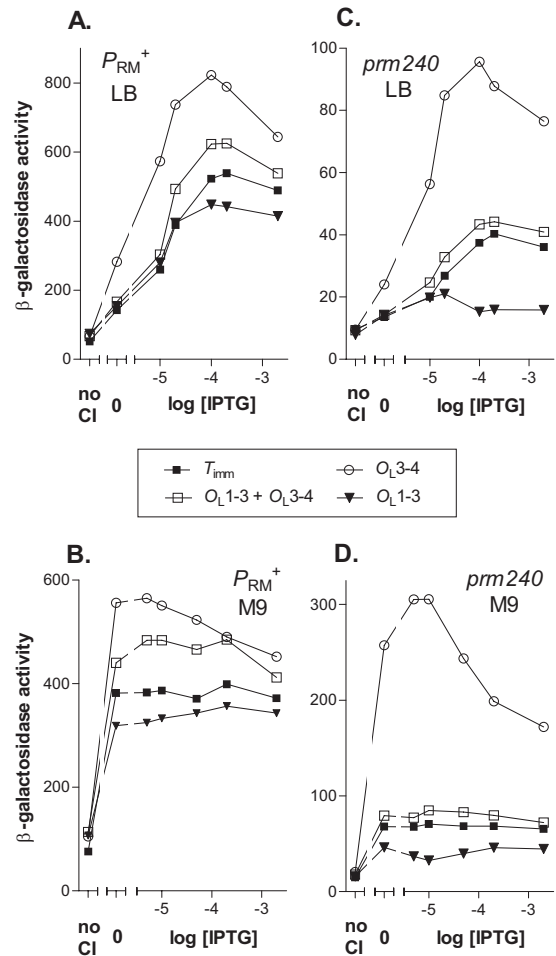 A.
P_RM^+
LB
β-galactosidase activity
800
600
400
200
0
no CI
0
-5
-4
-3
log [IPTG]
C.
prm240
LB
100
80
60
40
20
0
no CI
0
-5
-4
-3
log [IPTG]
T_imm
O_L3-4
O_L1-3 + O_L3-4
O_L1-3
B.
P_RM^+
M9
β-galactosidase activity
600
400
200
0
no CI
0
-5
-4
-3
log [IPTG]
D.
prm240
M9
300
200
100
0
no CI
0
-5
-4
-3
log [IPTG]